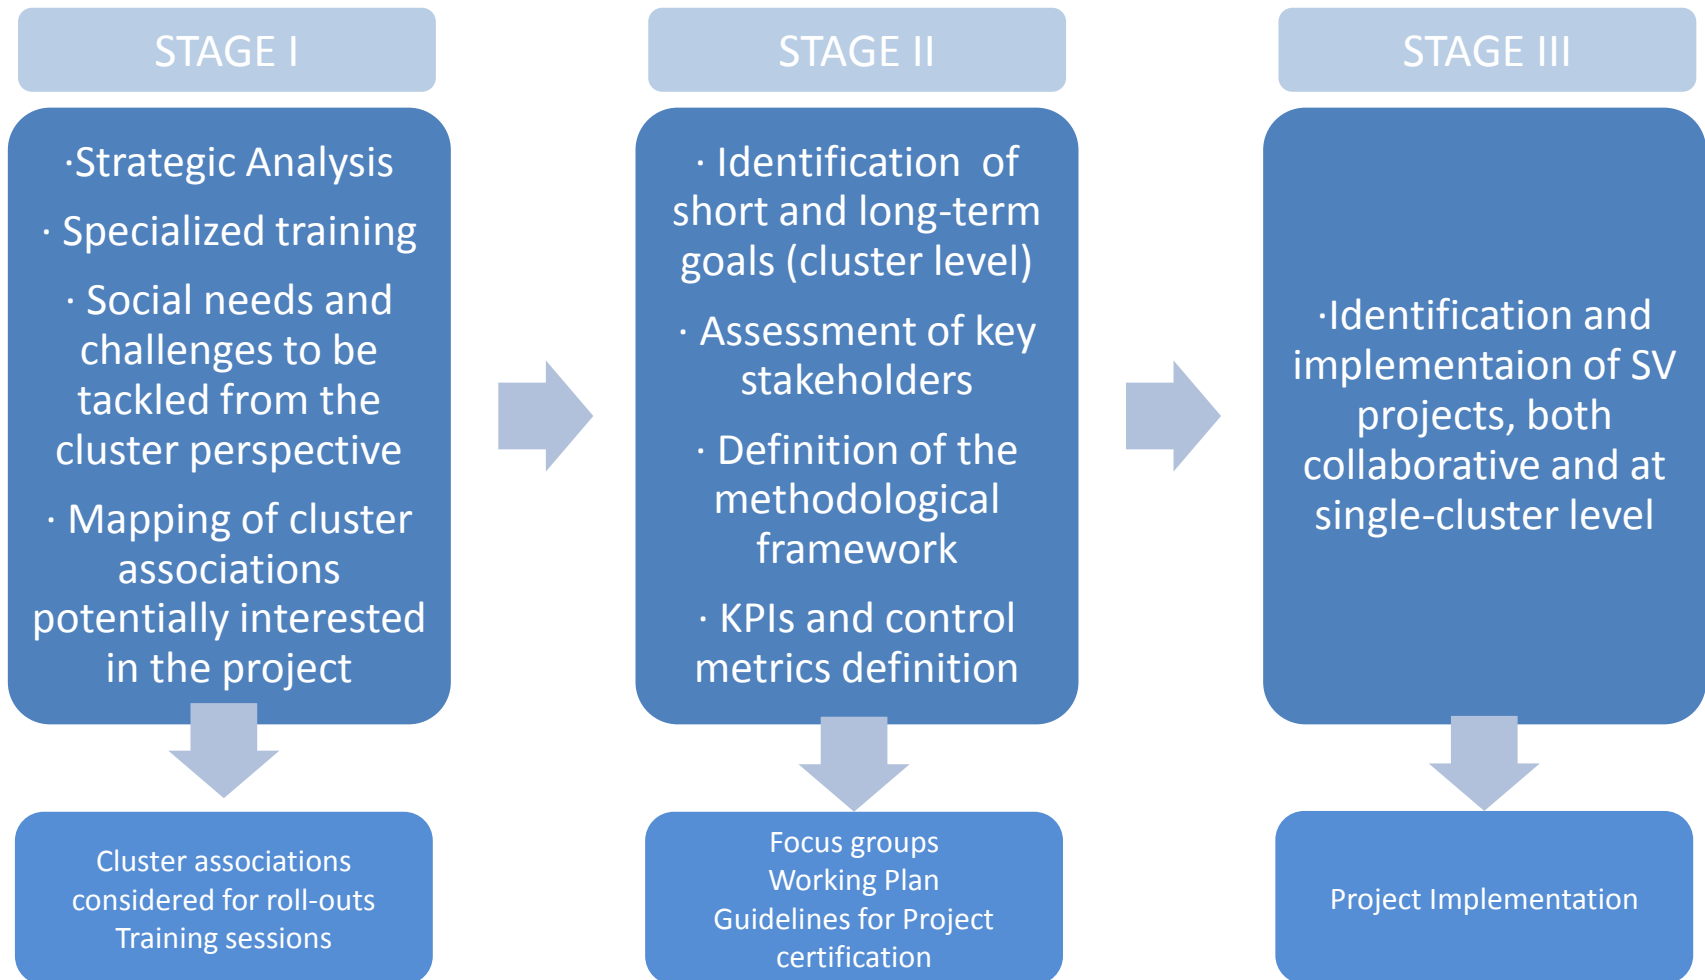 STAGE I
·Strategic Analysis
· Specialized training
· Social needs and
challenges to be
tackled from the
cluster perspective
· Mapping of cluster
associations
potentially interested
in the project
Cluster associations
considered for roll-outs
Training sessions
STAGE II
· Identification  of
short and long-term
goals (cluster level)
· Assessment of key
stakeholders
· Definition of the
methodological
framework
· KPIs and control
metrics definition
Focus groups
Working Plan
Guidelines for Project
certification
STAGE III
·Identification and
implementaion of SV
projects, both
collaborative and at
single-cluster level
Project Implementation